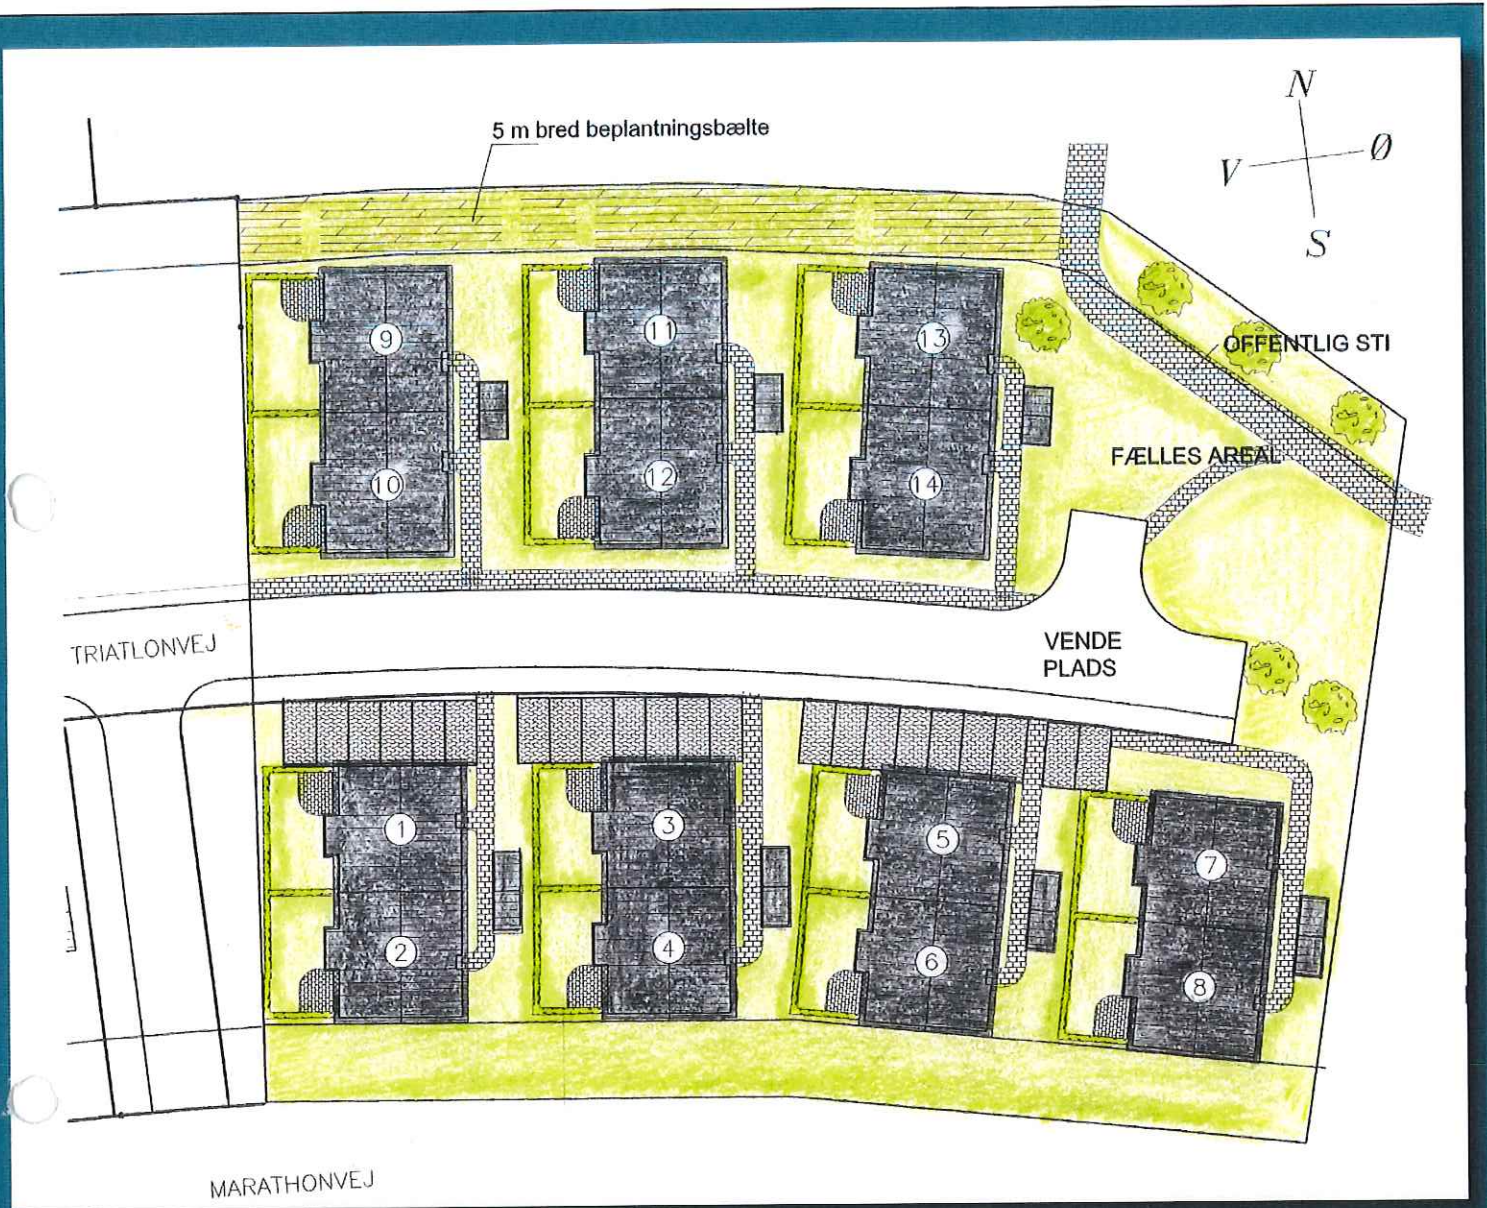 N
V
Ø
S
5 m bred beplantningsbælte
OFFENTLIG STI
FÆLLES AREAL
9
11
13
10
12
14
TRIATLONVEJ
VENDE
PLADS
1
3
5
7
2
4
6
8
MARATHONVEJ